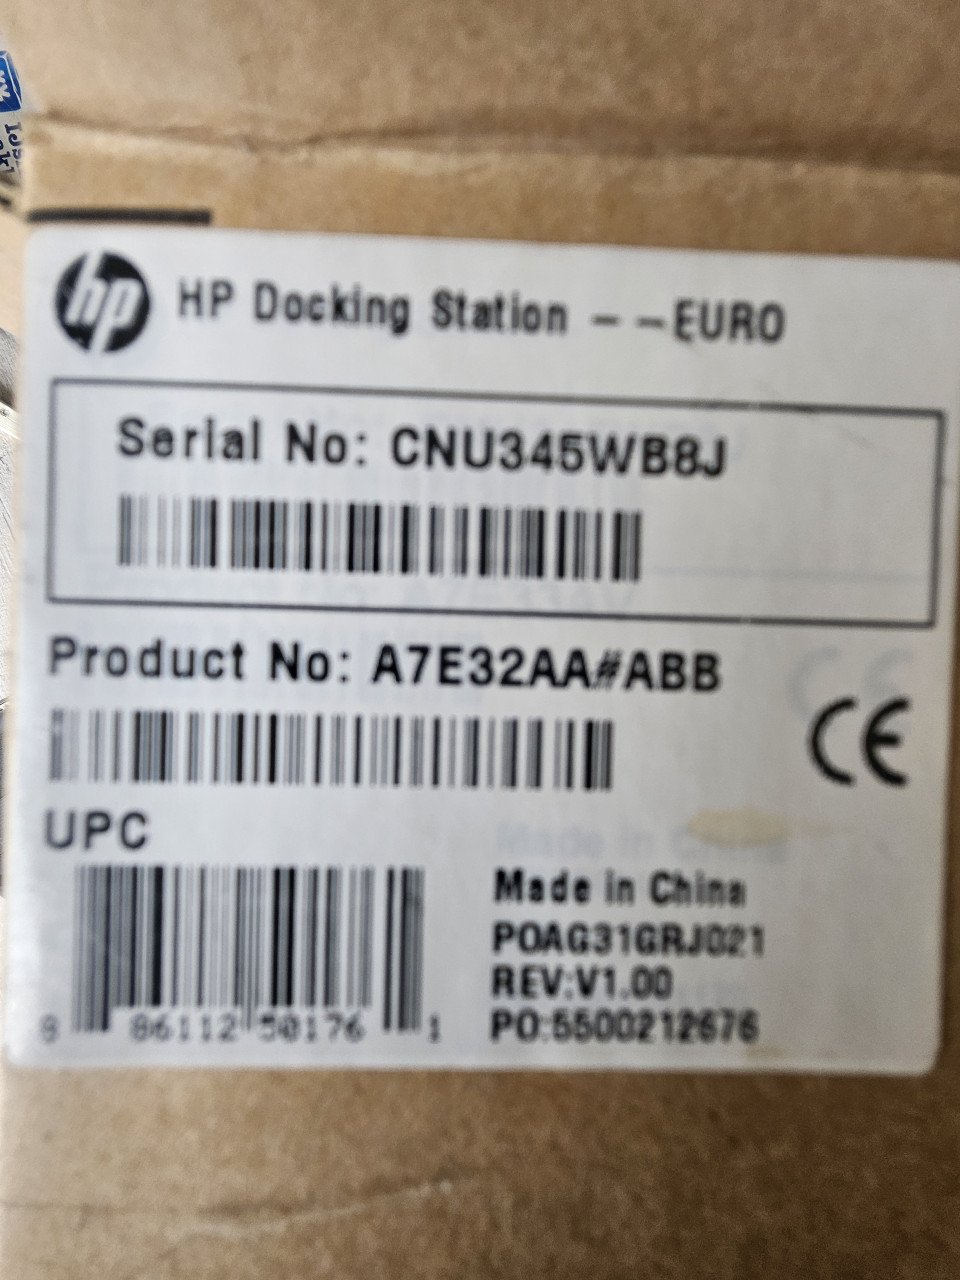 hp HP Docking Station - -EURO
Serial No: CNU345WB8J
Product No: A7E32AA#ABB
CE
UPC
Made in China
POAG31GRJ021
REV:V1.00
PO:5500212676
8 86112 50176 1